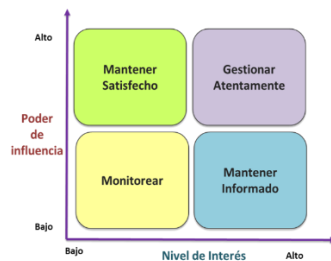 Alto
Mantener
Satisfecho
Gestionar
Atentamente
Poder
de
influencia
Monitorear
Mantener
Informado
Bajo
Bajo
Nivel de Interés
Alto